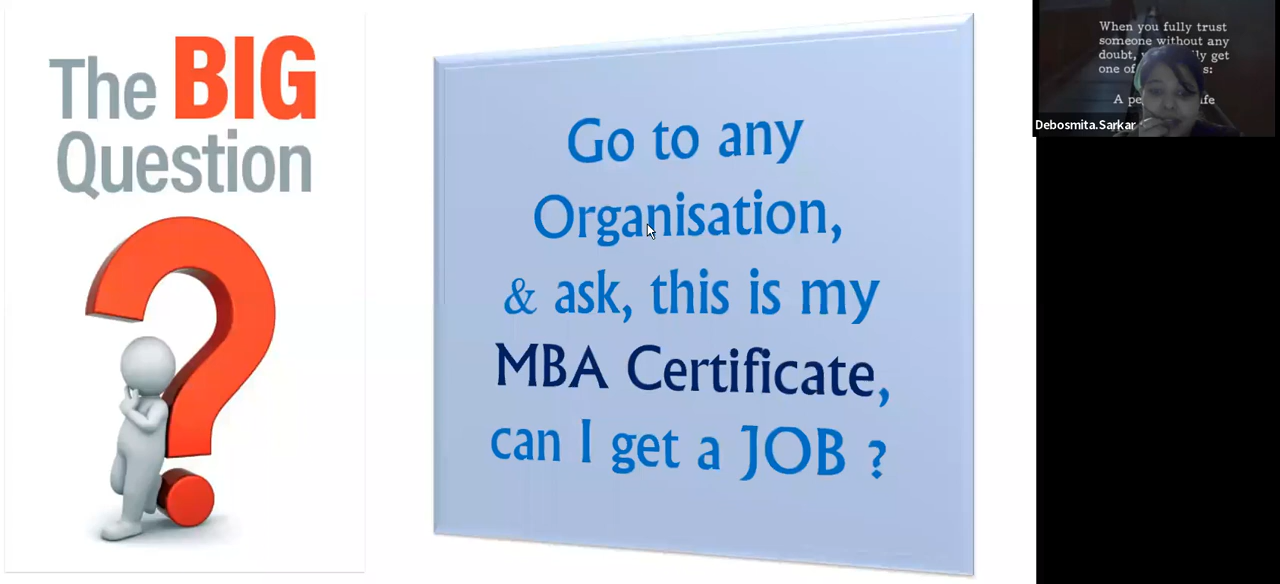 The BIG
Question
Go to any
Organisation,
& ask, this is my
MBA Certificate,
can I get a JOB ?
When you fully trust
someone without any
doubt, get
one of
A
Debosmita.Sarkar